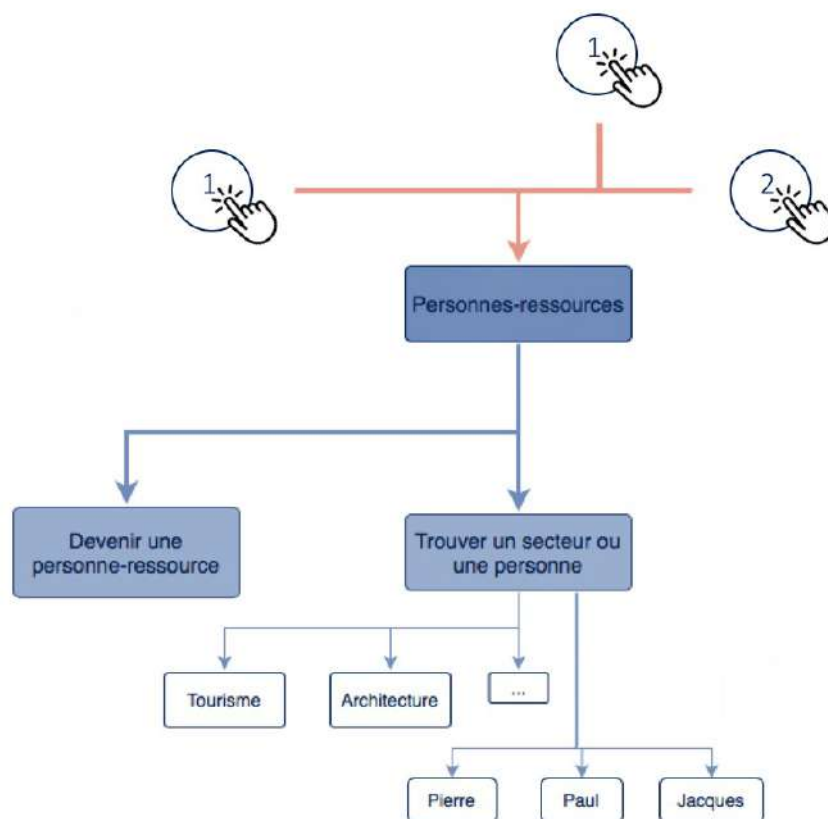 1
1
2
Personnes-ressources
Devenir une
personne-ressource
Trouver un secteur ou
une personne
Tourisme
Architecture
...
Pierre
Paul
Jacques